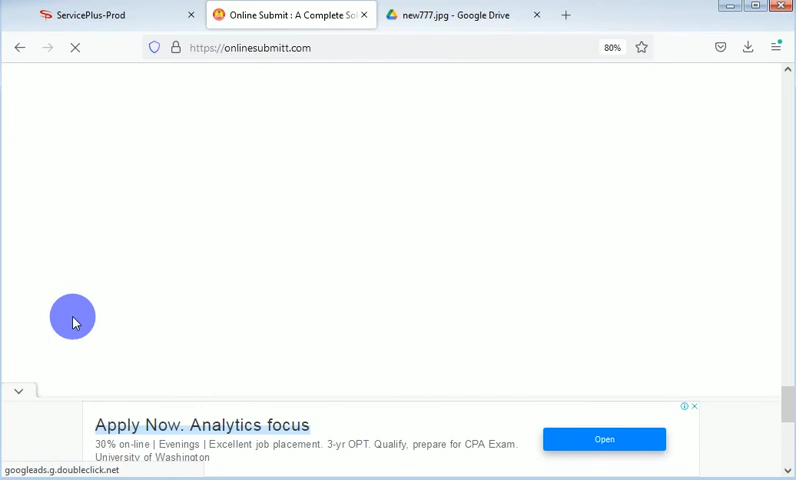 ServicePlus-Prod
Online Submit : A Complete So
new777.jpg - Google Drive
https://onlinesubmitt.com
80%
Apply Now. Analytics focus
30% on-line | Evenings | Excellent job placement. 3-yr OPT. Qualify, prepare for CPA Exam.
University of Washington
Open
googleads.g.doubleclick.net